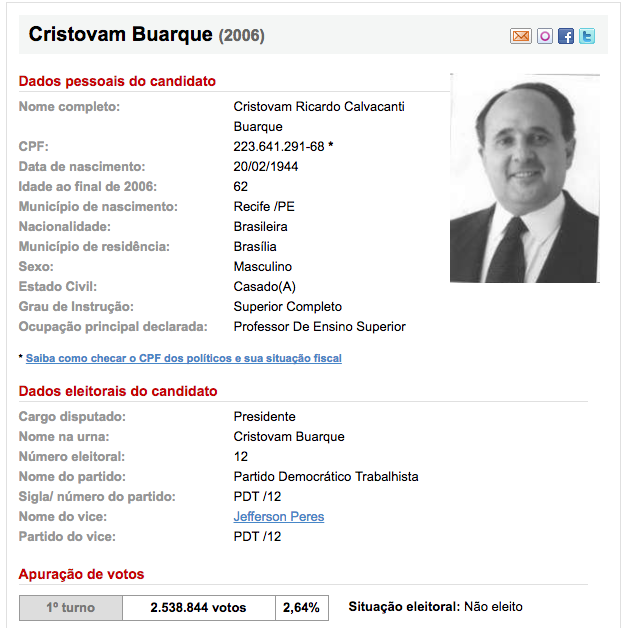 Cristovam Buarque (2006)
Dados pessoais do candidato
Nome completo: Cristovam Ricardo Calvacanti
Buarque
CPF: 223.641.291-68 *
Data de nascimento: 20/02/1944
Idade ao final de 2006: 62
Município de nascimento: Recife /PE
Nacionalidade: Brasileira
Município de residência: Brasília
Sexo: Masculino
Estado Civil: Casado(A)
Grau de Instrução: Superior Completo
Ocupação principal declarada: Professor De Ensino Superior
* Saiba como checar o CPF dos políticos e sua situação fiscal
Dados eleitorais do candidato
Cargo disputado: Presidente
Nome na urna: Cristovam Buarque
Número eleitoral: 12
Nome do partido: Partido Democrático Trabalhista
Sigla/ número do partido: PDT /12
Nome do vice: Jefferson Peres
Partido do vice: PDT /12
Apuração de votos
1º turno 2.538.844 votos 2,64% Situação eleitoral: Não eleito